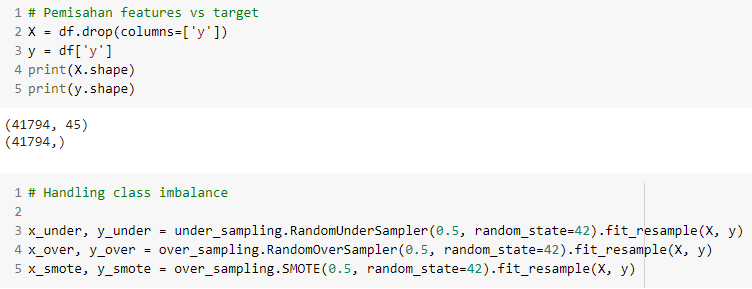 1 # Pemisahan features vs target
2 X = df.drop(columns=['y'])
3 y = df['y']
4 print(X.shape)
5 print(y.shape)
(41794, 45)
(41794,)
1 # Handling class imbalance
2
3 x_under, y_under = under_sampling.RandomUnderSampler(0.5, random_state=42).fit_resample(X, y)
4 x_over, y_over = over_sampling.RandomOverSampler(0.5, random_state=42).fit_resample(X, y)
5 x_smote, y_smote = over_sampling.SMOTE(0.5, random_state=42).fit_resample(X, y)